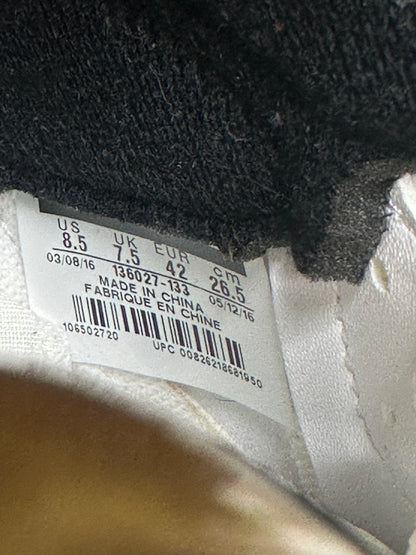 US UK EUR cm
8.5 7.5 42 26.5
03/08/16 136027-133 05/12/16
MADE IN CHINA
FABRIQUE EN CHINE
106502720
UPC 00826218681950